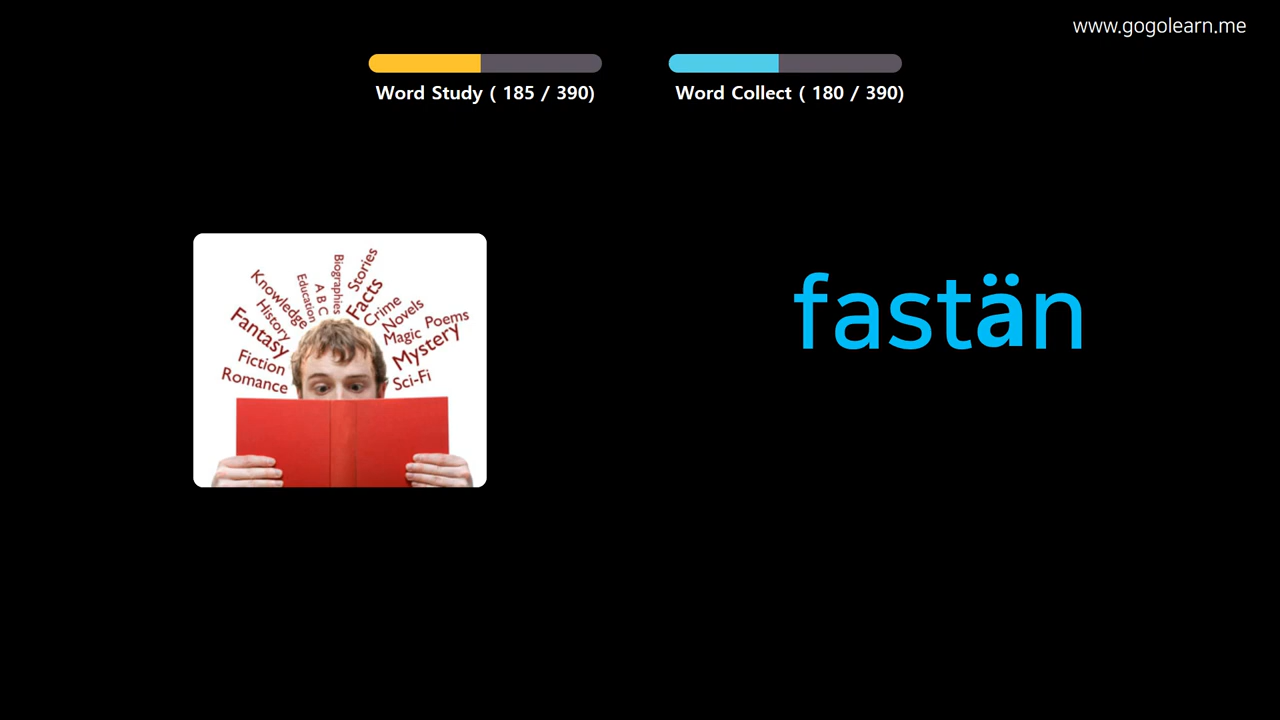 www.gogolearn.me
Word Study ( 185 / 390)
Word Collect ( 180 / 390)
fastän
Stories
Biographies
Facts
A B C
Education
Knowledge
Crime
History
Novels
Poems
Fantasy
Magic
Mystery
Fiction
Romance
Sci-Fi